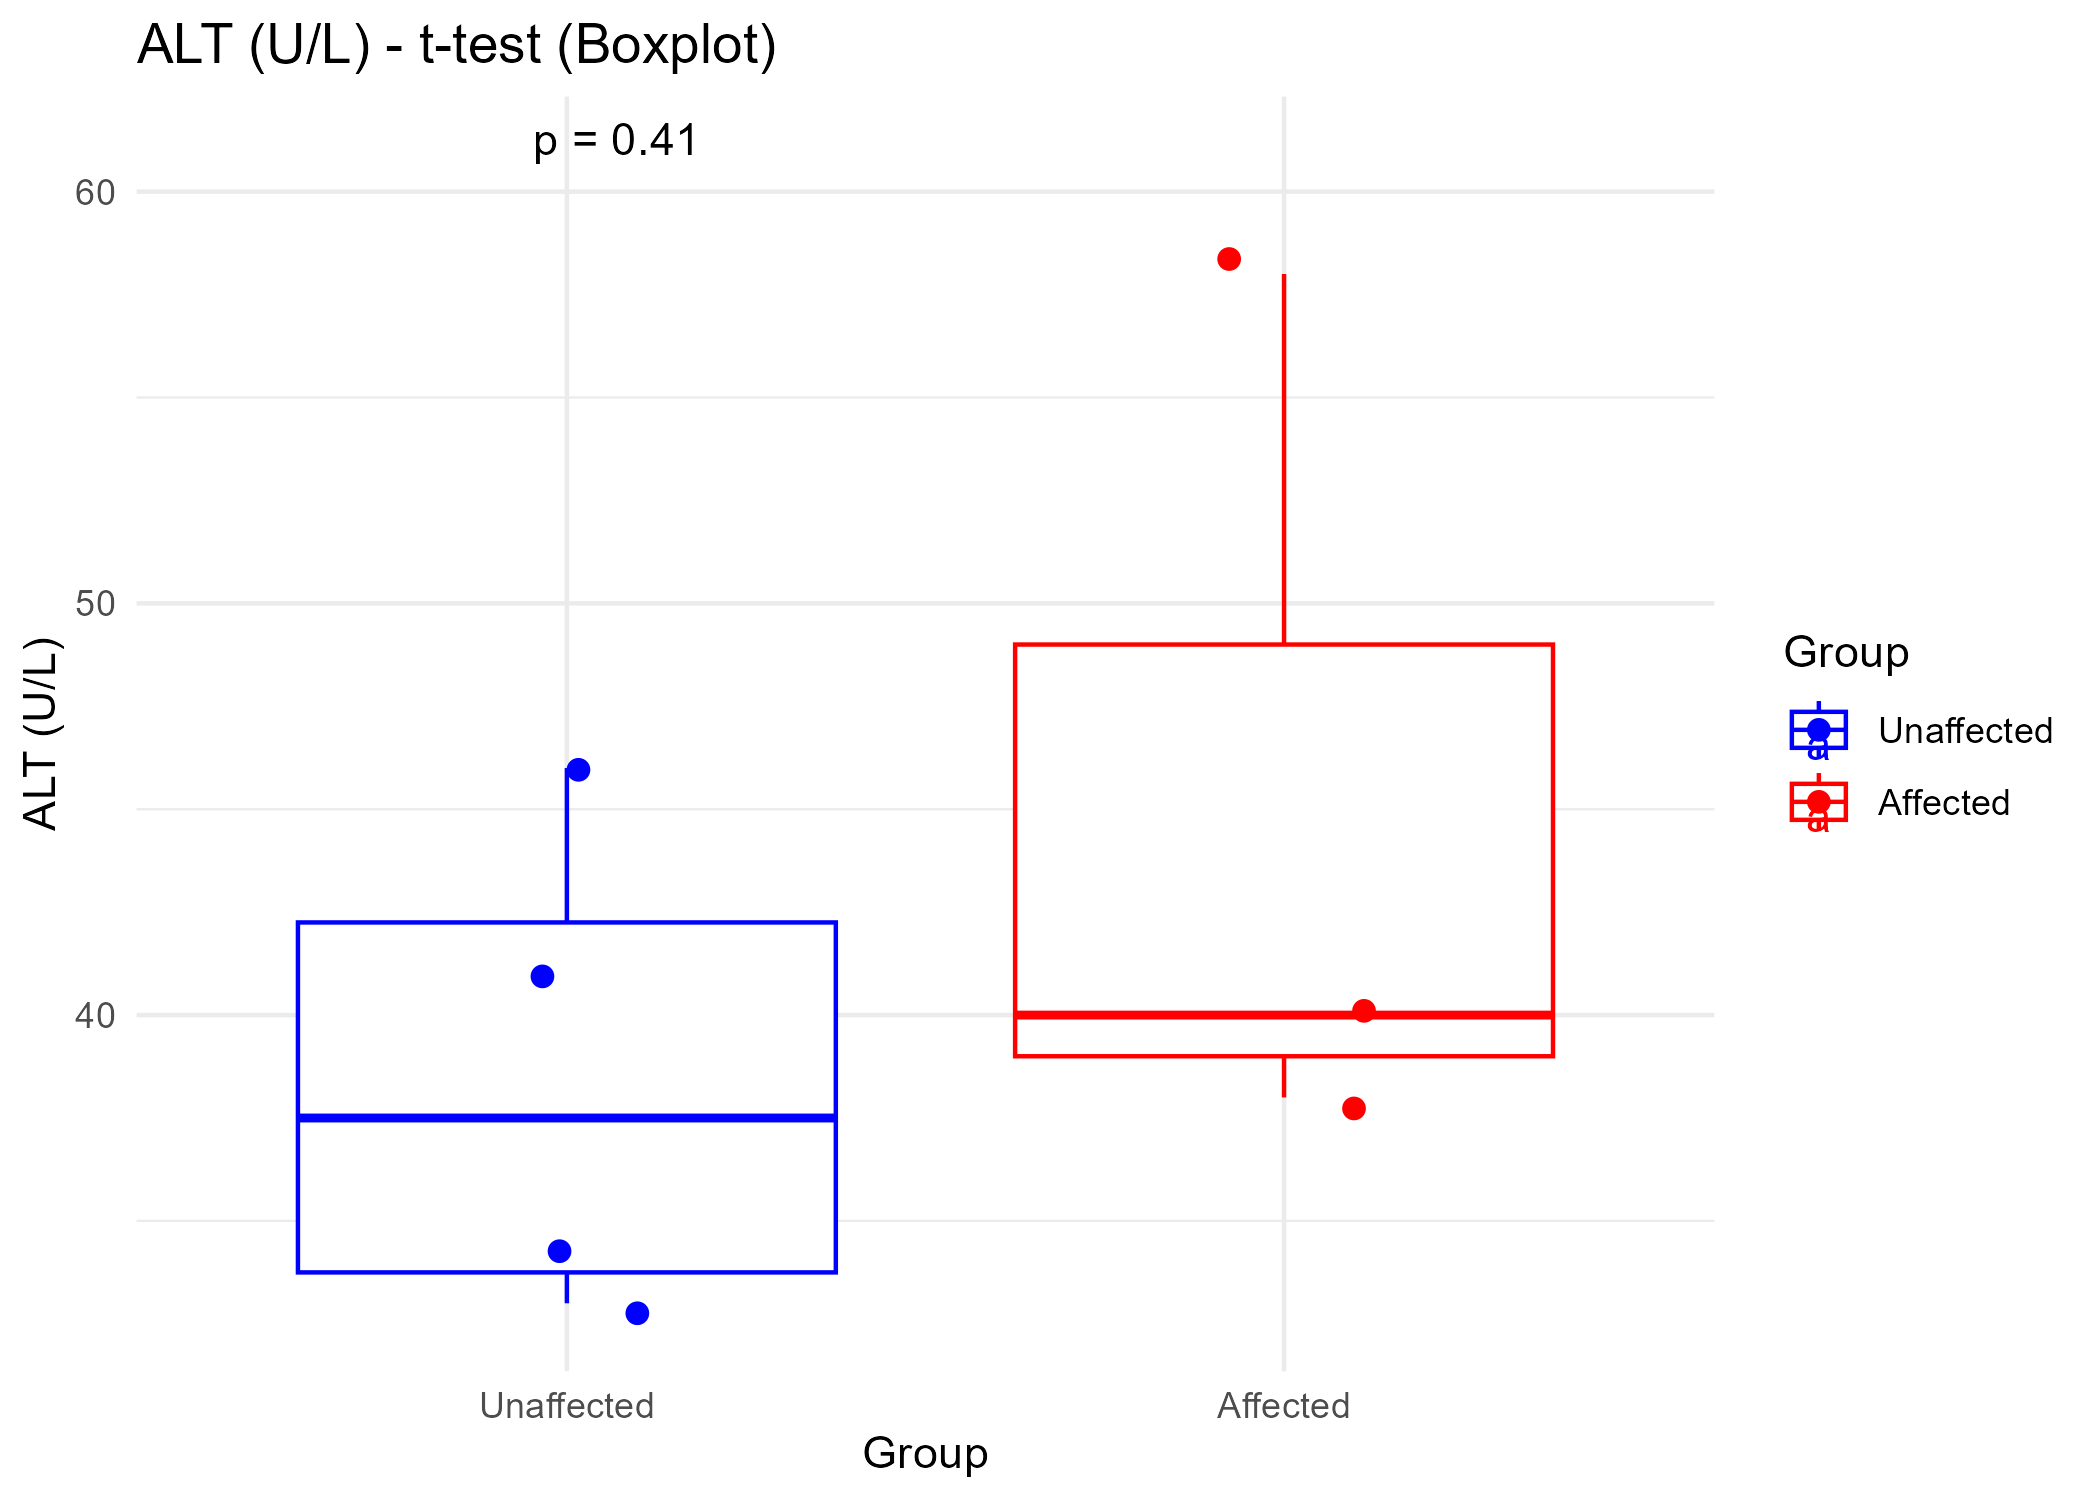 ALT (U/L) - t-test (Boxplot)
p = 0.41
60
50
40
ALT (U/L)
Unaffected
Affected
Group
Group
a
Unaffected
a
Affected